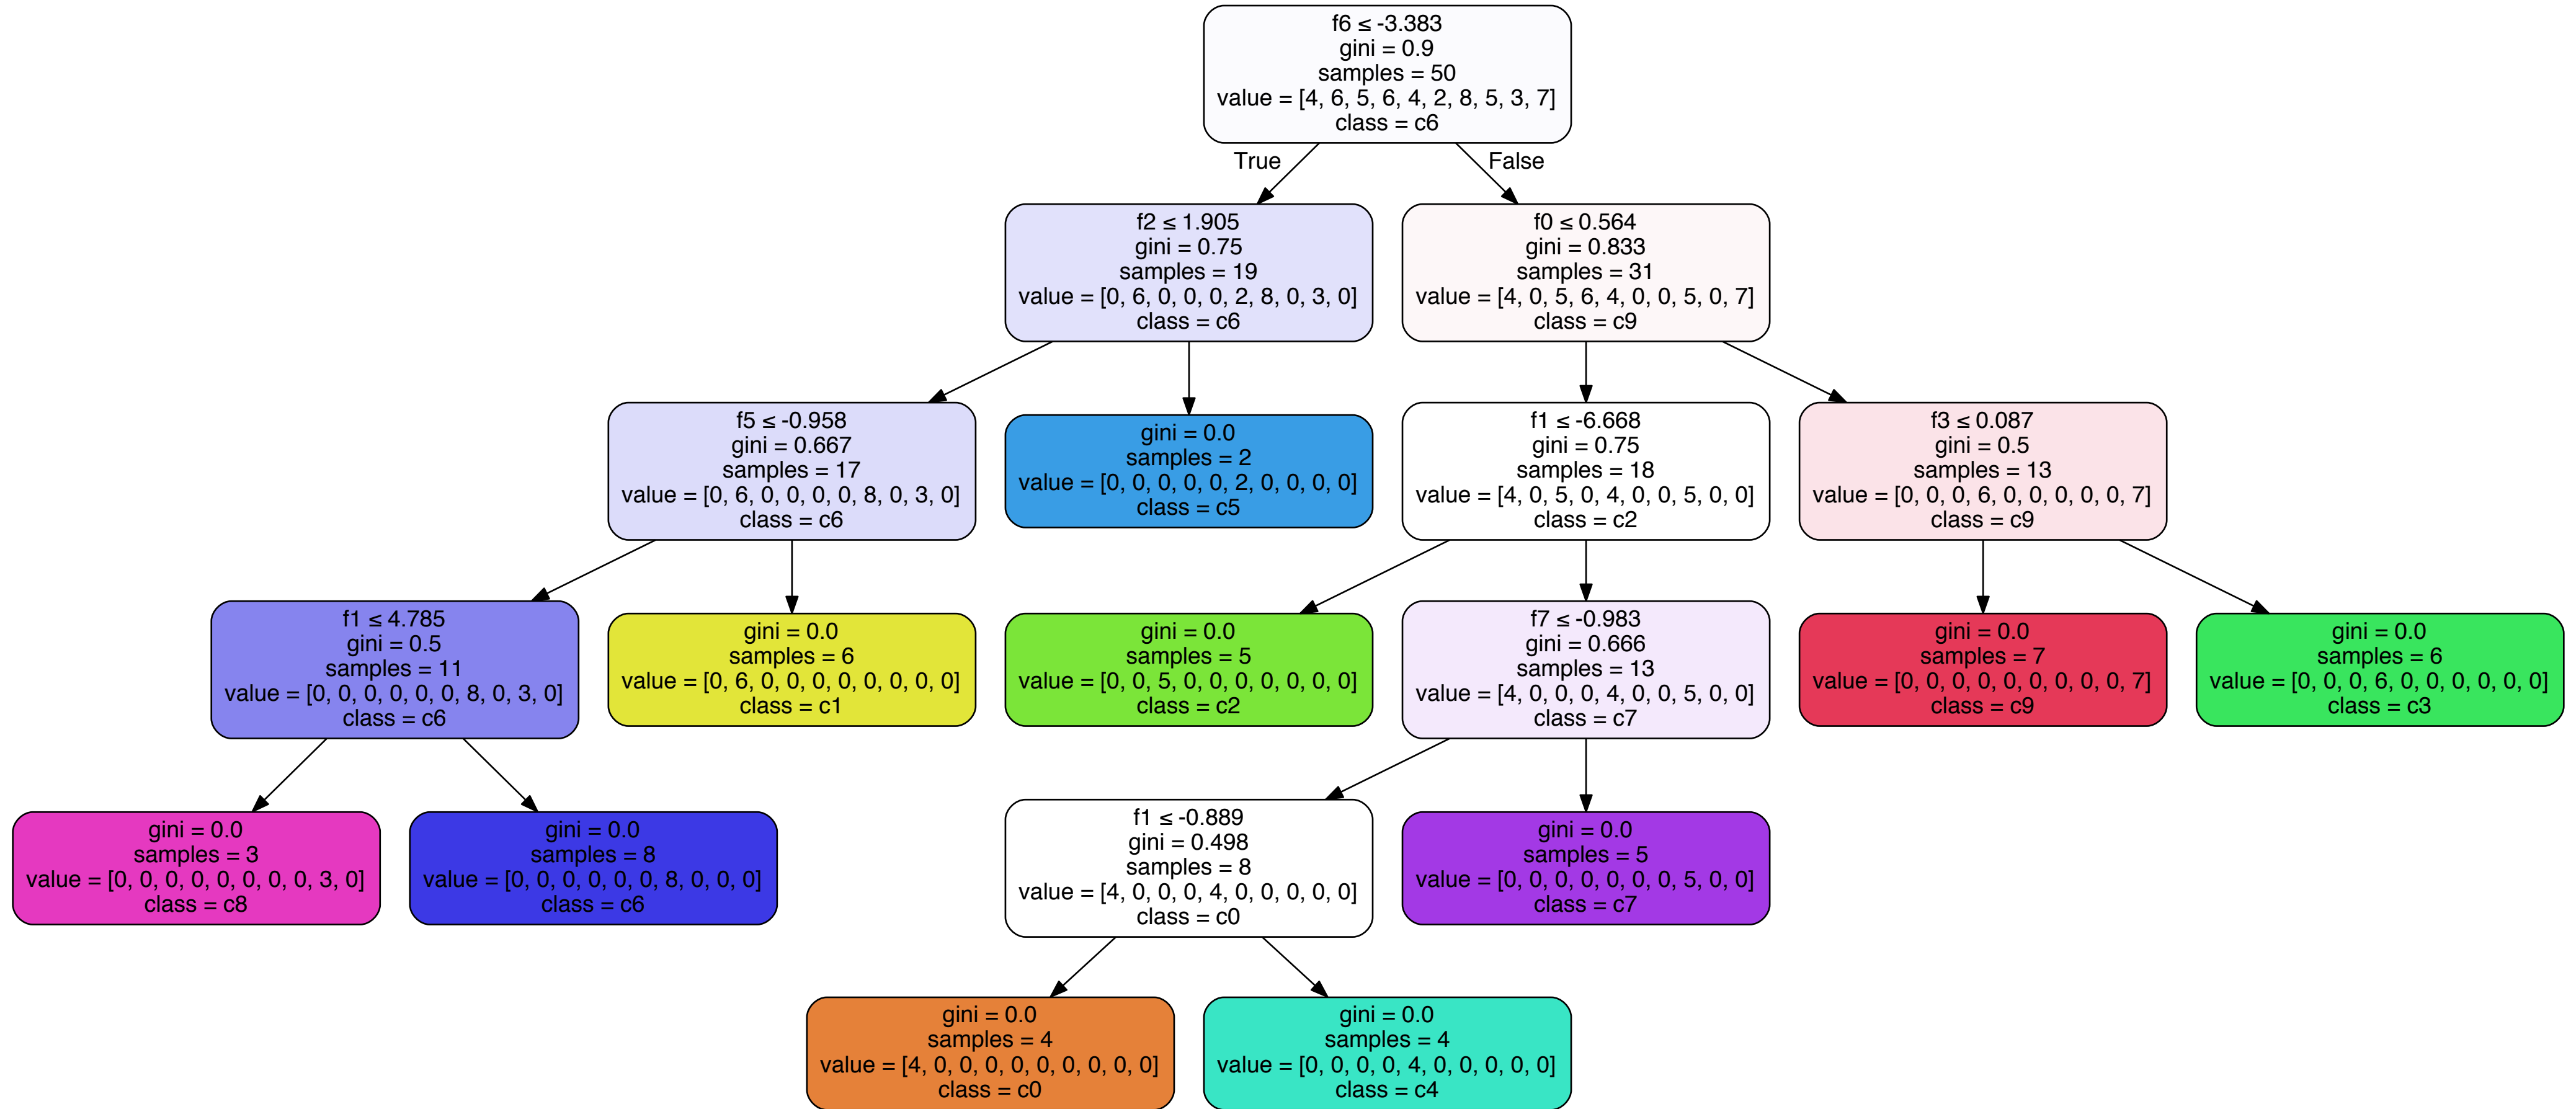 f6 ≤ -3.383
gini = 0.9
samples = 50
value = [4, 6, 5, 6, 4, 2, 8, 5, 3, 7]
class = c6
True
False
f2 ≤ 1.905
gini = 0.75
samples = 19
value = [0, 6, 0, 0, 0, 2, 8, 0, 3, 0]
class = c6
f0 ≤ 0.564
gini = 0.833
samples = 31
value = [4, 0, 5, 6, 4, 0, 0, 5, 0, 7]
class = c9
f5 ≤ -0.958
gini = 0.667
samples = 17
value = [0, 6, 0, 0, 0, 0, 8, 0, 3, 0]
class = c6
gini = 0.0
samples = 2
value = [0, 0, 0, 0, 0, 2, 0, 0, 0, 0]
class = c5
f1 ≤ -6.668
gini = 0.75
samples = 18
value = [4, 0, 5, 0, 4, 0, 0, 5, 0, 0]
class = c2
f3 ≤ 0.087
gini = 0.5
samples = 13
value = [0, 0, 0, 6, 0, 0, 0, 0, 0, 7]
class = c9
f1 ≤ 4.785
gini = 0.5
samples = 11
value = [0, 0, 0, 0, 0, 0, 8, 0, 3, 0]
class = c6
gini = 0.0
samples = 6
value = [0, 6, 0, 0, 0, 0, 0, 0, 0, 0]
class = c1
gini = 0.0
samples = 5
value = [0, 0, 5, 0, 0, 0, 0, 0, 0, 0]
class = c2
f7 ≤ -0.983
gini = 0.666
samples = 13
value = [4, 0, 0, 0, 4, 0, 0, 5, 0, 0]
class = c7
gini = 0.0
samples = 7
value = [0, 0, 0, 0, 0, 0, 0, 0, 0, 7]
class = c9
gini = 0.0
samples = 6
value = [0, 0, 0, 6, 0, 0, 0, 0, 0, 0]
class = c3
gini = 0.0
samples = 3
value = [0, 0, 0, 0, 0, 0, 0, 0, 3, 0]
class = c8
gini = 0.0
samples = 8
value = [0, 0, 0, 0, 0, 0, 8, 0, 0, 0]
class = c6
f1 ≤ -0.889
gini = 0.498
samples = 8
value = [4, 0, 0, 0, 4, 0, 0, 0, 0, 0]
class = c0
gini = 0.0
samples = 5
value = [0, 0, 0, 0, 0, 0, 0, 5, 0, 0]
class = c7
gini = 0.0
samples = 4
value = [4, 0, 0, 0, 0, 0, 0, 0, 0, 0]
class = c0
gini = 0.0
samples = 4
value = [0, 0, 0, 0, 4, 0, 0, 0, 0, 0]
class = c4